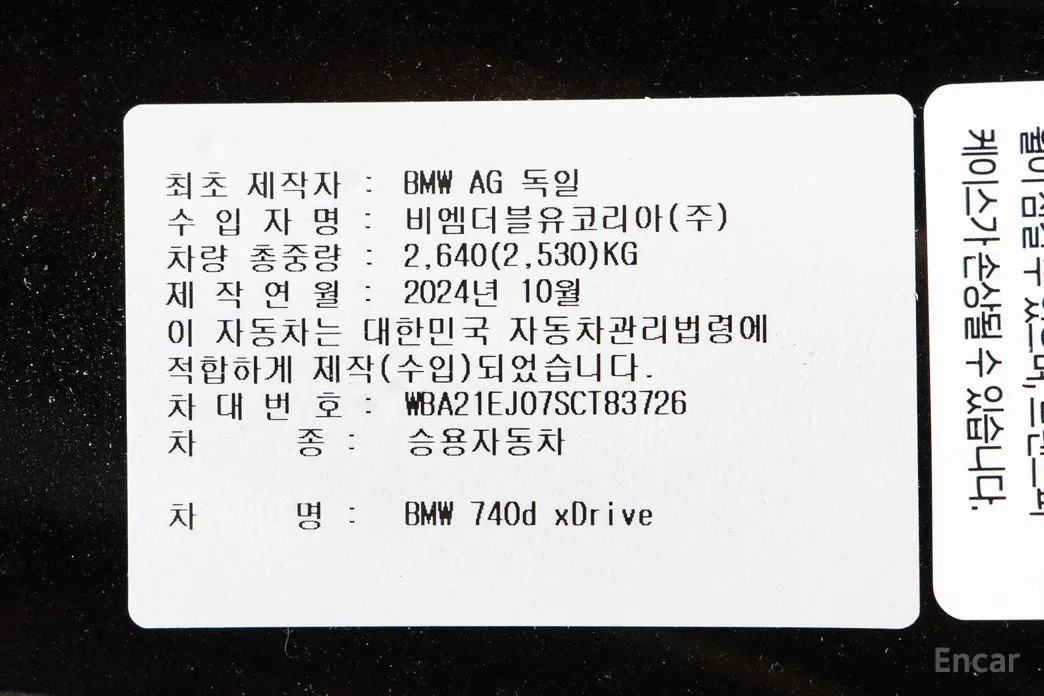 최초 제작자 : BMW AG 독일
수 입 자 명 : 비엠더블유코리아(주)
차량 총중량 : 2,640(2,530)KG
제 작 연 월 : 2024년 10월
이 자동차는 대한민국 자동차관리법령에
적합하게 제작(수입)되었습니다.
차 대 번 호 : WBA21EJ07SCT83726
차 종 : 승용자동차
차 명 : BMW 740d xDrive
케이스가 손상될 수 있습니다.
Encar